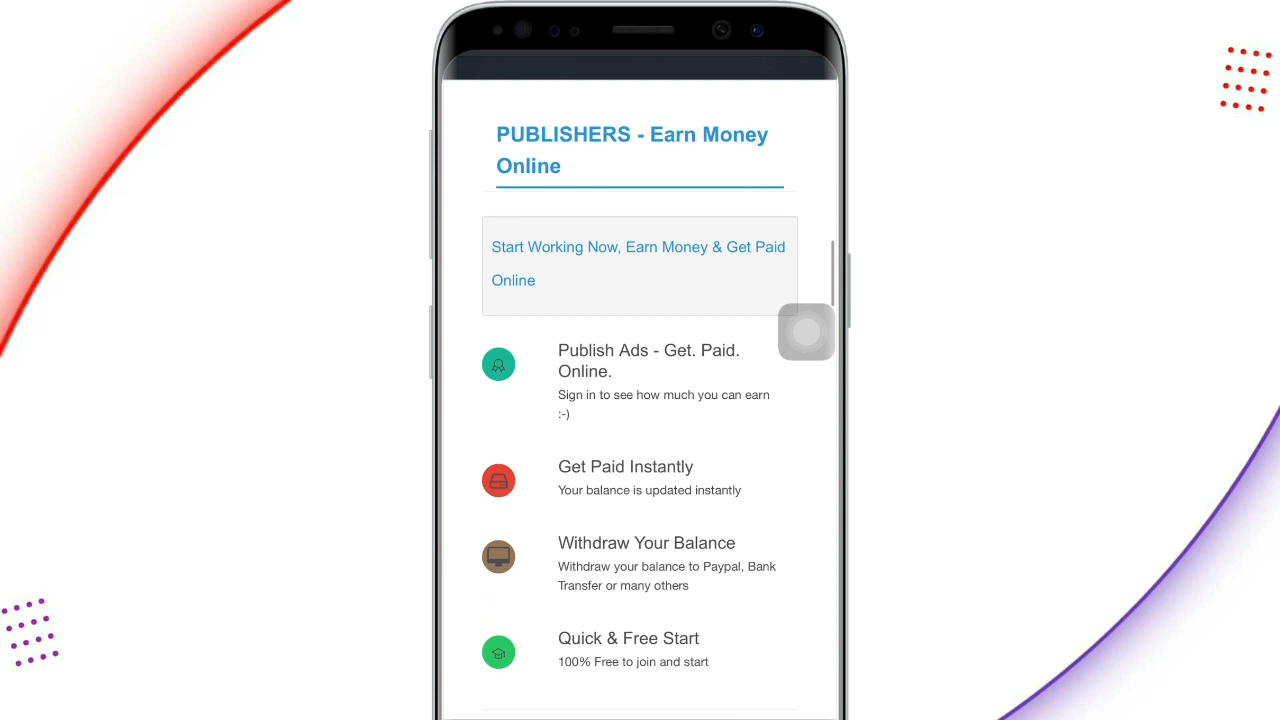 PUBLISHERS - Earn Money
Online
Start Working Now, Earn Money & Get Paid
Online
Publish Ads - Get. Paid.
Online.
Sign in to see how much you can earn
:-)
Get Paid Instantly
Your balance is updated instantly
Withdraw Your Balance
Withdraw your balance to Paypal, Bank
Transfer or many others
Quick & Free Start
100% Free to join and start